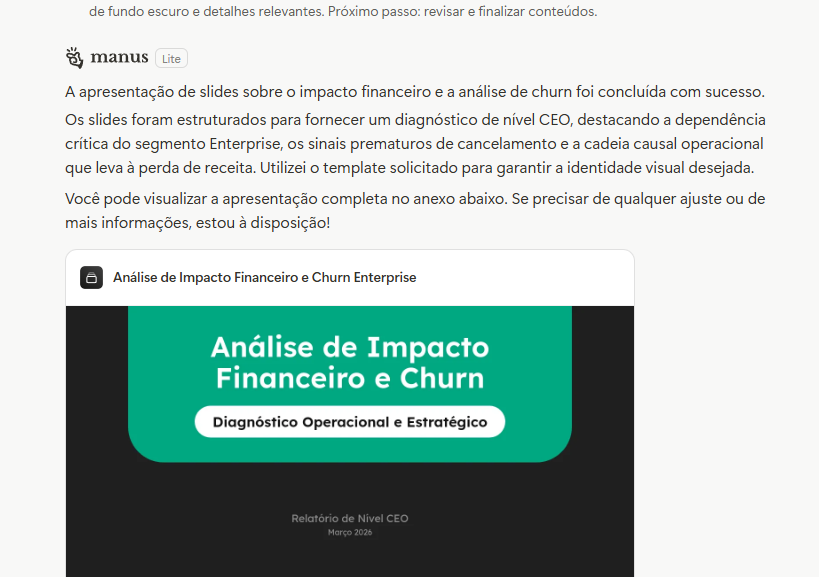 de fundo escuro e detalhes relevantes. Próximo passo: revisar e finalizar conteúdos.
manus Lite
A apresentação de slides sobre o impacto financeiro e a análise de churn foi concluída com sucesso.
Os slides foram estruturados para fornecer um diagnóstico de nível CEO, destacando a dependência
crítica do segmento Enterprise, os sinais prematuros de cancelamento e a cadeia causal operacional
que leva à perda de receita. Utilizei o template solicitado para garantir a identidade visual desejada.
Você pode visualizar a apresentação completa no anexo abaixo. Se precisar de qualquer ajuste ou de
mais informações, estou à disposição!
Análise de Impacto Financeiro e Churn Enterprise
Análise de Impacto
Financeiro e Churn
Diagnóstico Operacional e Estratégico
Relatório de Nível CEO
Março 2026